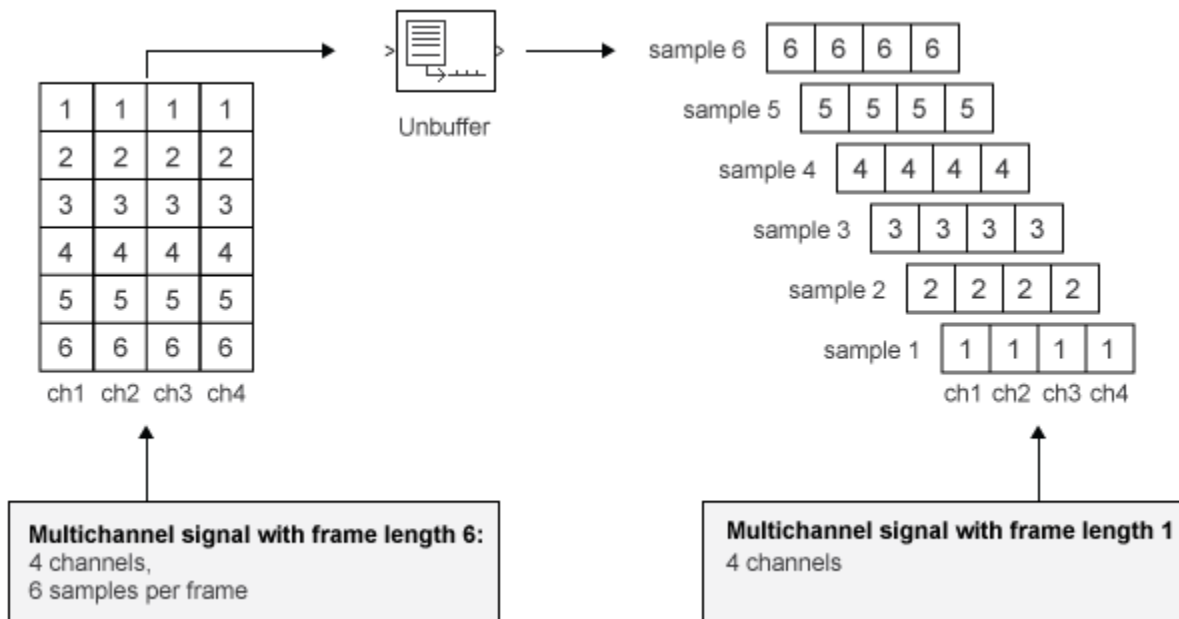 1 1 1 1
2 2 2 2
3 3 3 3
4 4 4 4
5 5 5 5
6 6 6 6
ch1 ch2 ch3 ch4
Unbuffer
sample 6 6 6 6 6
sample 5 5 5 5 5
sample 4 4 4 4 4
sample 3 3 3 3 3
sample 2 2 2 2 2
sample 1 1 1 1 1
ch1 ch2 ch3 ch4
Multichannel signal with frame length 6:
4 channels,
6 samples per frame
Multichannel signal with frame length 1
4 channels